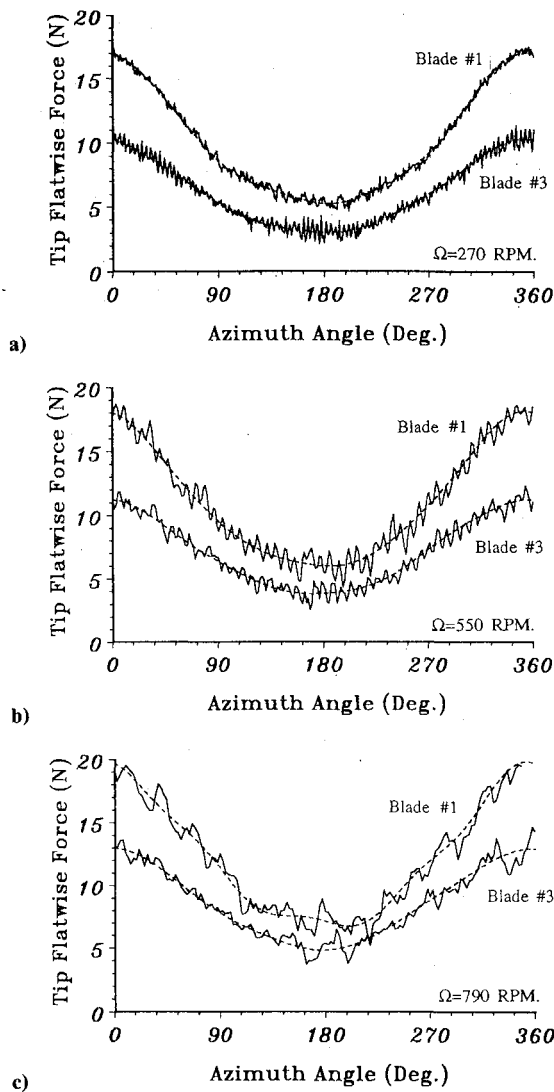 20
15
10
5
0
Tip Flatwise Force (N)
Blade #1
Blade #3
Ω=270 RPM.
0 90 180 270 360
Azimuth Angle (Deg.)
a)
20
15
10
5
0
Tip Flatwise Force (N)
Blade #1
Blade #3
Ω=550 RPM.
0 90 180 270 360
Azimuth Angle (Deg.)
b)
20
15
10
5
0
Tip Flatwise Force (N)
Blade #1
Blade #3
Ω=790 RPM.
0 90 180 270 360
Azimuth Angle (Deg.)
c)